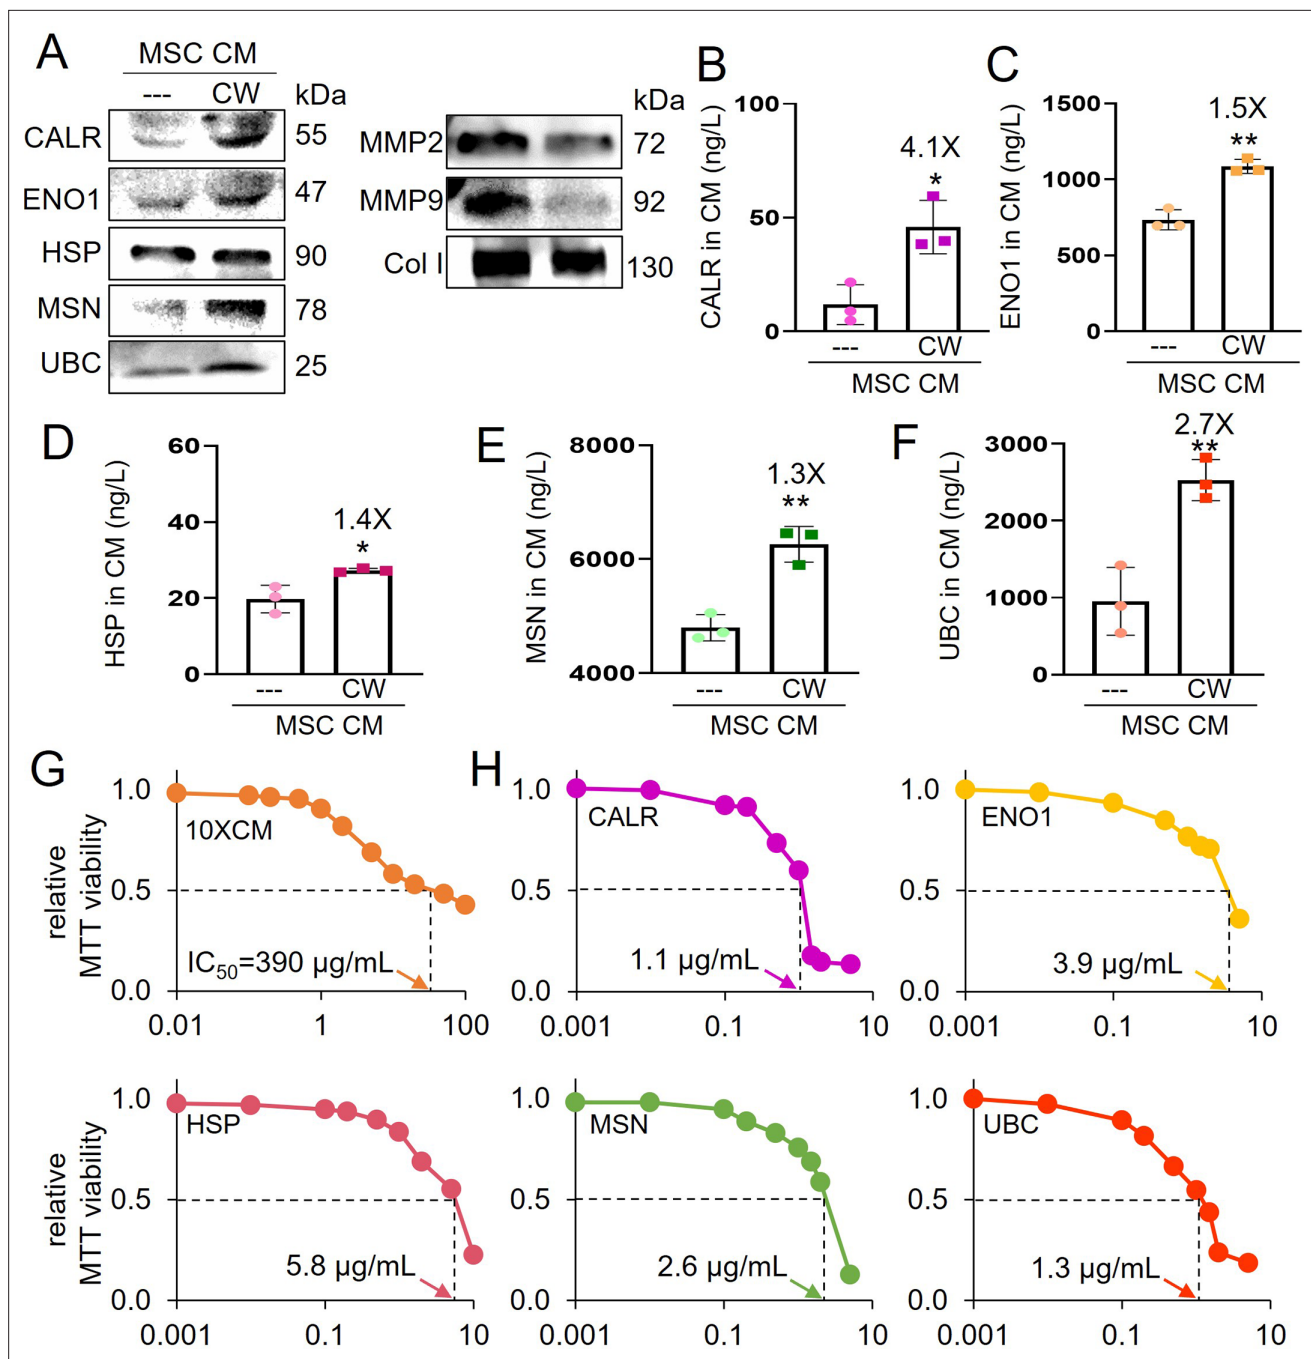 A
MSC CM
--- CW kDa
CALR 55
ENO1 47
HSP 90
MSN 78
UBC 25
kDa
MMP2 72
MMP9 92
Col I 130
B
CALR in CM (ng/L)
100
50
0
4.1X
*
--- CW
MSC CM
C
ENO1 in CM (ng/L)
1500
1000
500
0
1.5X
**
--- CW
MSC CM
D
HSP in CM (ng/L)
60
40
20
0
1.4X
*
--- CW
MSC CM
E
MSN in CM (ng/L)
8000
6000
4000
1.3X
**
--- CW
MSC CM
F
UBC in CM (ng/L)
3000
2000
1000
0
2.7X
**
--- CW
MSC CM
G
relative
MTT viability
1.0
0.5
0.0
10XCM
IC50=390 µg/mL
0.01 1 100
H
1.0
0.5
0.0
CALR
1.1 µg/mL
0.001 0.1 10
1.0
0.5
0.0
ENO1
3.9 µg/mL
0.001 0.1 10
relative
MTT viability
1.0
0.5
0.0
HSP
5.8 µg/mL
0.001 0.1 10
1.0
0.5
0.0
MSN
2.6 µg/mL
0.001 0.1 10
1.0
0.5
0.0
UBC
1.3 µg/mL
0.001 0.1 10